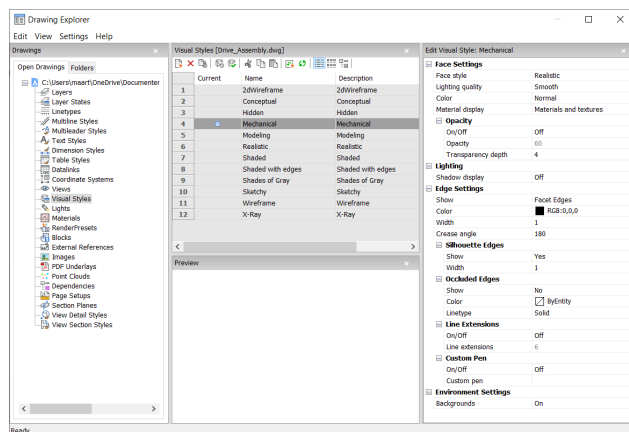 Drawing Explorer
Edit View Settings Help
Drawings
Open Drawings Folders
C:\Users\maart\OneDrive\Documenter
Layers
Layer States
Linetypes
Multiline Styles
Multileader Styles
Text Styles
Dimension Styles
Table Styles
Datalinks
Coordinate Systems
Views
Visual Styles
Lights
Materials
RenderPresets
Blocks
External References
Images
PDF Underlays
Point Clouds
Dependencies
Page Setups
Section Planes
View Detail Styles
View Section Styles
Visual Styles [Drive_Assembly.dwg]
Current Name Description
1 2dWireframe 2dWireframe
2 Conceptual Conceptual
3 Hidden Hidden
4 Mechanical Mechanical
5 Modeling Modeling
6 Realistic Realistic
7 Shaded Shaded
8 Shaded with edges Shaded with edges
9 Shades of Gray Shades of Gray
10 Sketchy Sketchy
11 Wireframe Wireframe
12 X-Ray X-Ray
Preview
Edit Visual Style: Mechanical
Face Settings
Face style Realistic
Lighting quality Smooth
Color Normal
Material display Materials and textures
Opacity
On/Off Off
Opacity 60
Transparency depth 4
Lighting
Shadow display Off
Edge Settings
Show Facet Edges
Color RGB:0,0,0
Width 1
Crease angle 180
Silhouette Edges
Show Yes
Width 1
Occluded Edges
Show No
Color ByEntity
Linetype Solid
Line Extensions
On/Off Off
Line extensions 6
Custom Pen
On/Off Off
Custom pen
Environment Settings
Backgrounds On
Ready